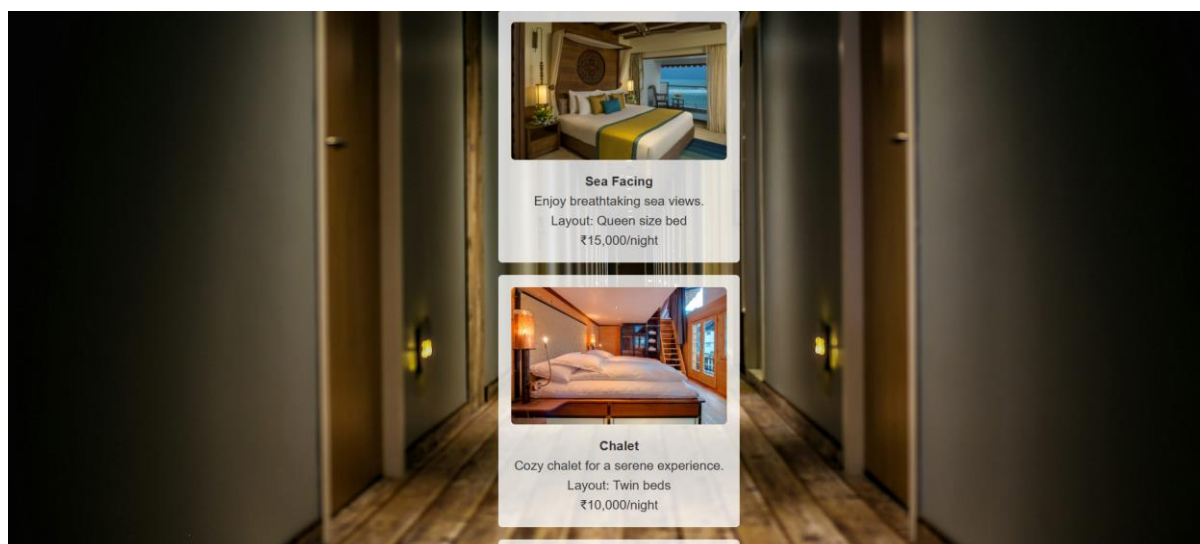 Sea Facing
Enjoy breathtaking sea views.
Layout: Queen size bed
₹15,000/night
Chalet
Cozy chalet for a serene experience.
Layout: Twin beds
₹10,000/night